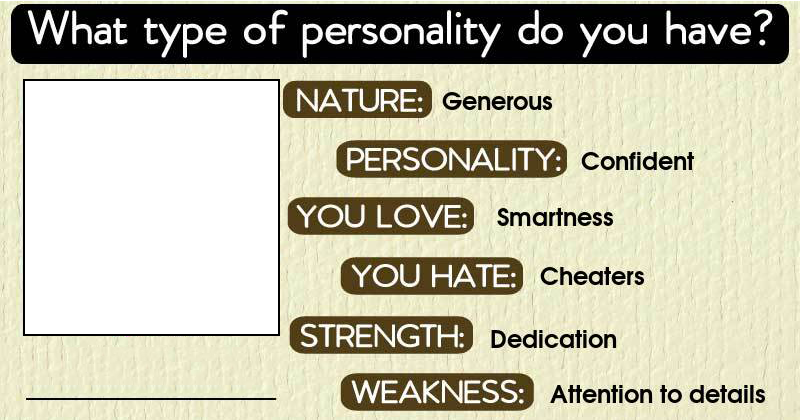 What type of personality do you have?
NATURE: Generous
PERSONALITY: Confident
YOU LOVE: Smartness
YOU HATE: Cheaters
STRENGTH: Dedication
WEAKNESS: Attention to details